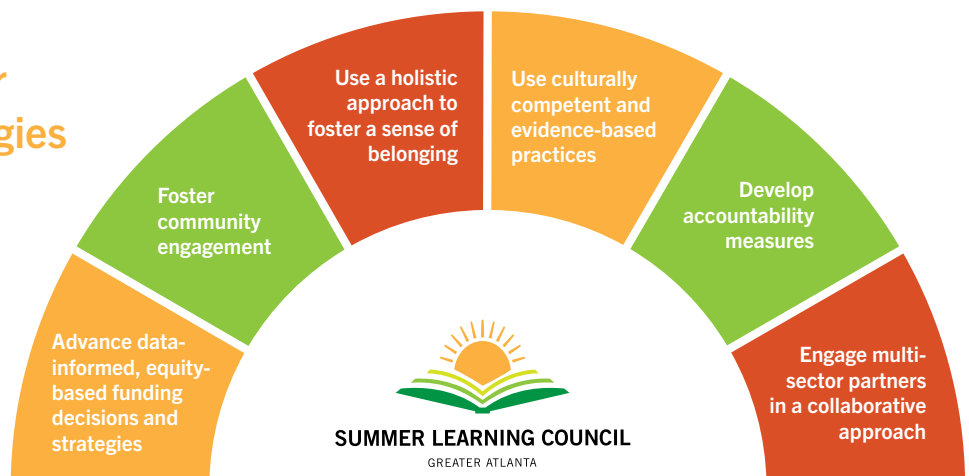 gies
Advance data-
informed, equity-
based funding
decisions and
strategies
Foster
community
engagement
Use a holistic
approach to
foster a sense of
belonging
Use culturally
competent and
evidence-based
practices
Develop
accountability
measures
Engage multi-
sector partners
in a collaborative
approach
SUMMER LEARNING COUNCIL
GREATER ATLANTA